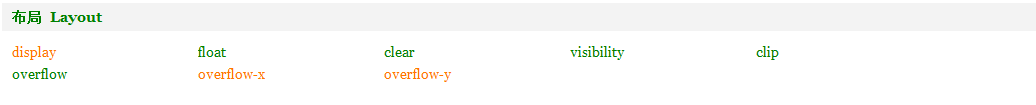 布局 Layout
display float clear visibility clip
overflow overflow-x overflow-y